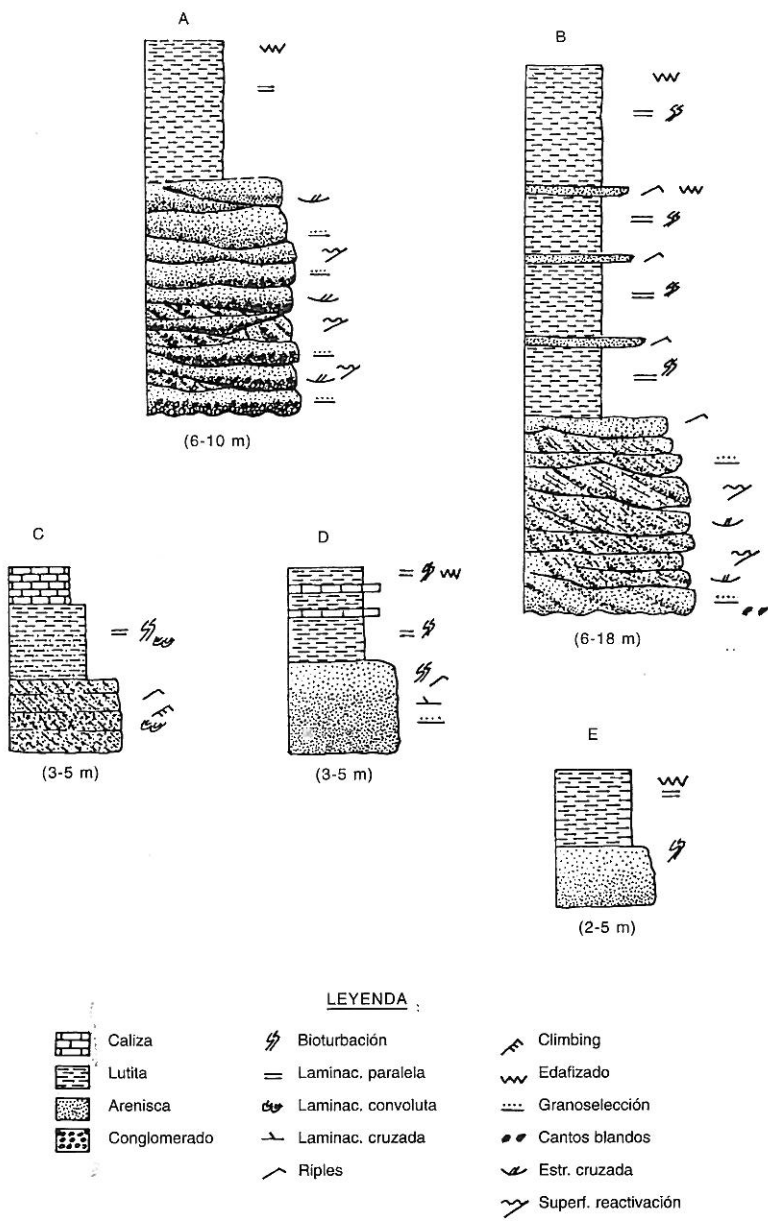 A
B
(6-10 m)
C
D
(6-18 m)
(3-5 m)
(3-5 m)
E
(2-5 m)
LEYENDA :
Caliza
Lutita
Arenisca
Conglomerado
Bioturbación
Laminac. paralela
Laminac. convoluta
Laminac. cruzada
Riples
Climbing
Edafizado
Granoselección
Cantos blandos
Estr. cruzada
Superf. reactivación